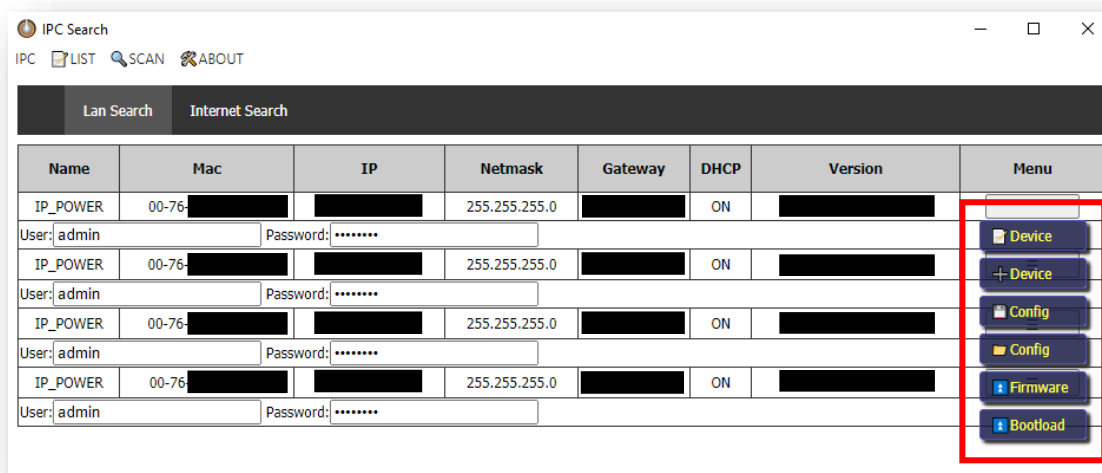 IPC Search
IPC LIST SCAN ABOUT
Lan Search Internet Search
Name Mac IP Netmask Gateway DHCP Version Menu
IP_POWER 00-76- 255.255.255.0 ON
User: admin Password: ••••••••
Device
IP_POWER 00-76- 255.255.255.0 ON
Device
User: admin Password: ••••••••
Config
IP_POWER 00-76- 255.255.255.0 ON
User: admin Password: ••••••••
Config
IP_POWER 00-76- 255.255.255.0 ON
Firmware
User: admin Password: ••••••••
Bootload